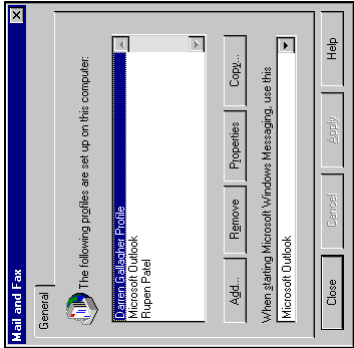 Mail and Fax
General
The following profiles are set up on this computer:
Darren Gallagher Profile
Microsoft Outlook
Rupen Patel
Add... Remove Properties Copy...
When starting Microsoft Windows Messaging, use this
Microsoft Outlook
Close Cancel Apply Help